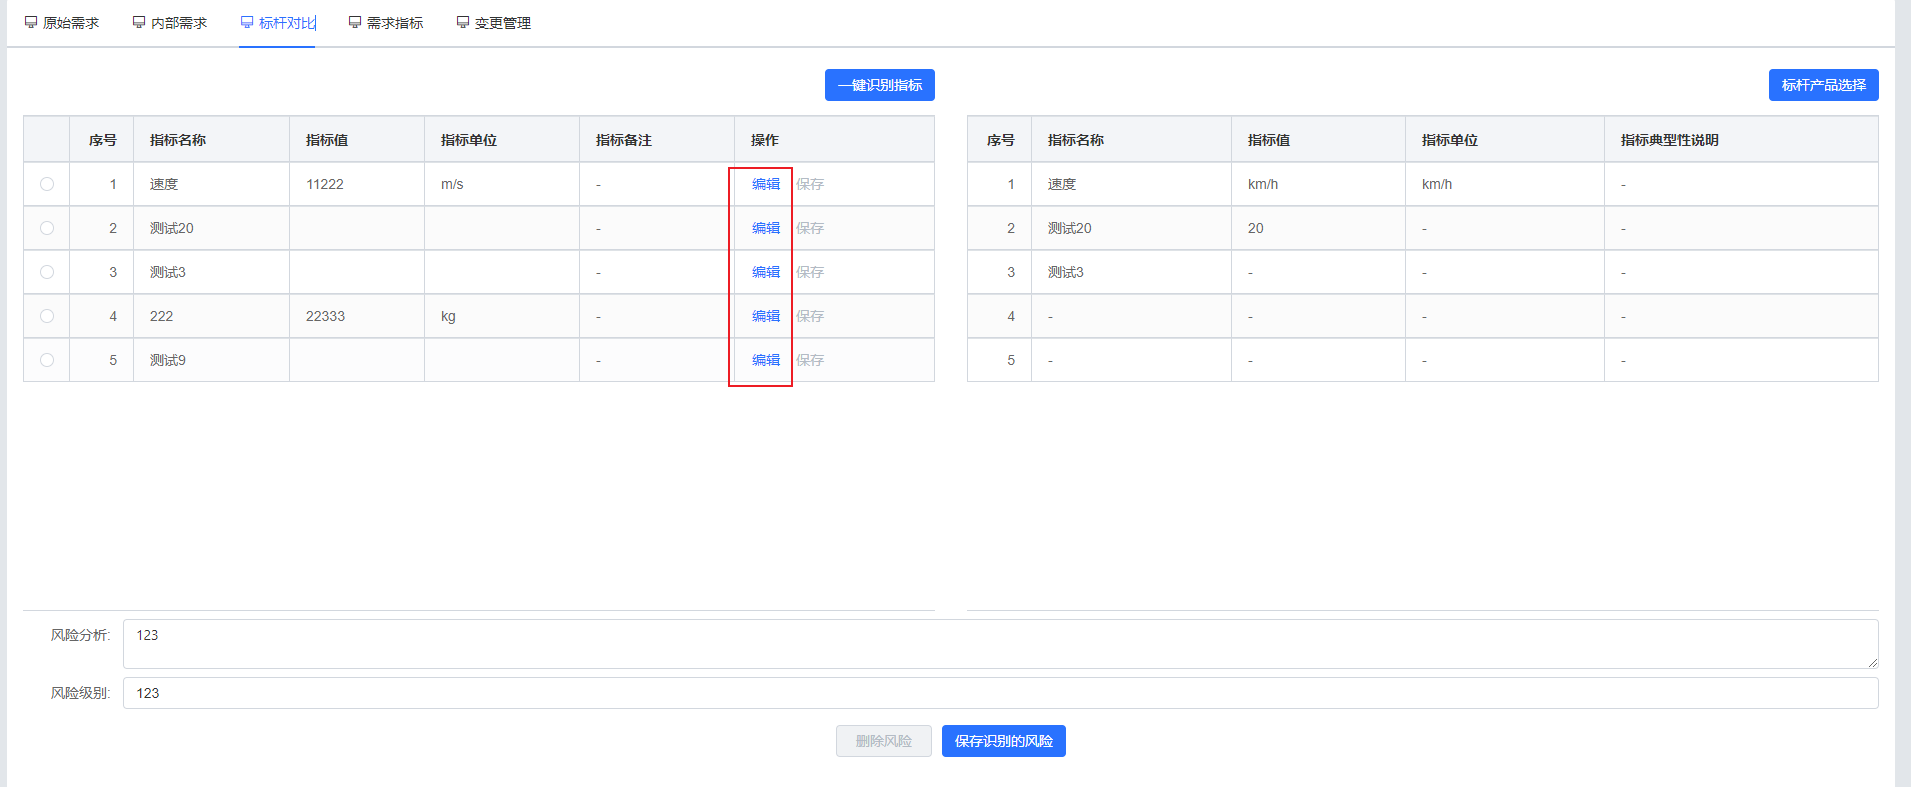 原始需求 内部需求 标杆对比 需求指标 变更管理
一键识别指标 标杆产品选择
序号 指标名称 指标值 指标单位 指标备注 操作
1 速度 11222 m/s - 编辑 保存
2 测试20 - 编辑 保存
3 测试3 - 编辑 保存
4 222 22333 kg - 编辑 保存
5 测试9 - 编辑 保存
序号 指标名称 指标值 指标单位 指标典型性说明
1 速度 km/h km/h -
2 测试20 20 - -
3 测试3 - - -
4 - - - -
5 - - - -
风险分析: 123
风险级别: 123
删除风险 保存识别的风险